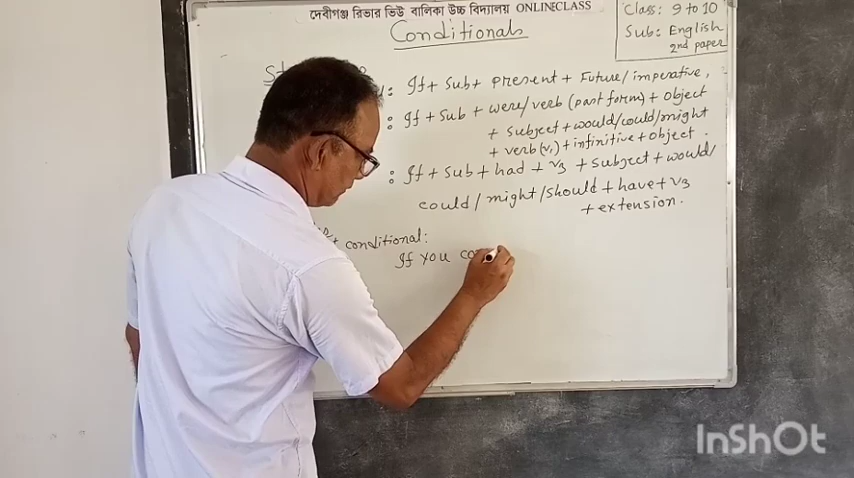 দেবীগঞ্জ রিভার ভিউ বালিকা উচ্চ বিদ্যালয় ONLINECLASS
Conditionals
Class: 9 to 10
Sub: English
2nd paper
: If + Sub + Present + Future/imperative,
: If + Sub + were/verb (past form) + object
+ subject + would/could/might
+ verb (v1) + infinitive + object.
: If + Sub + had + v3 + subject + would/
could/might/should + have + v3
+ extension.
conditional:
If you co
InShOt